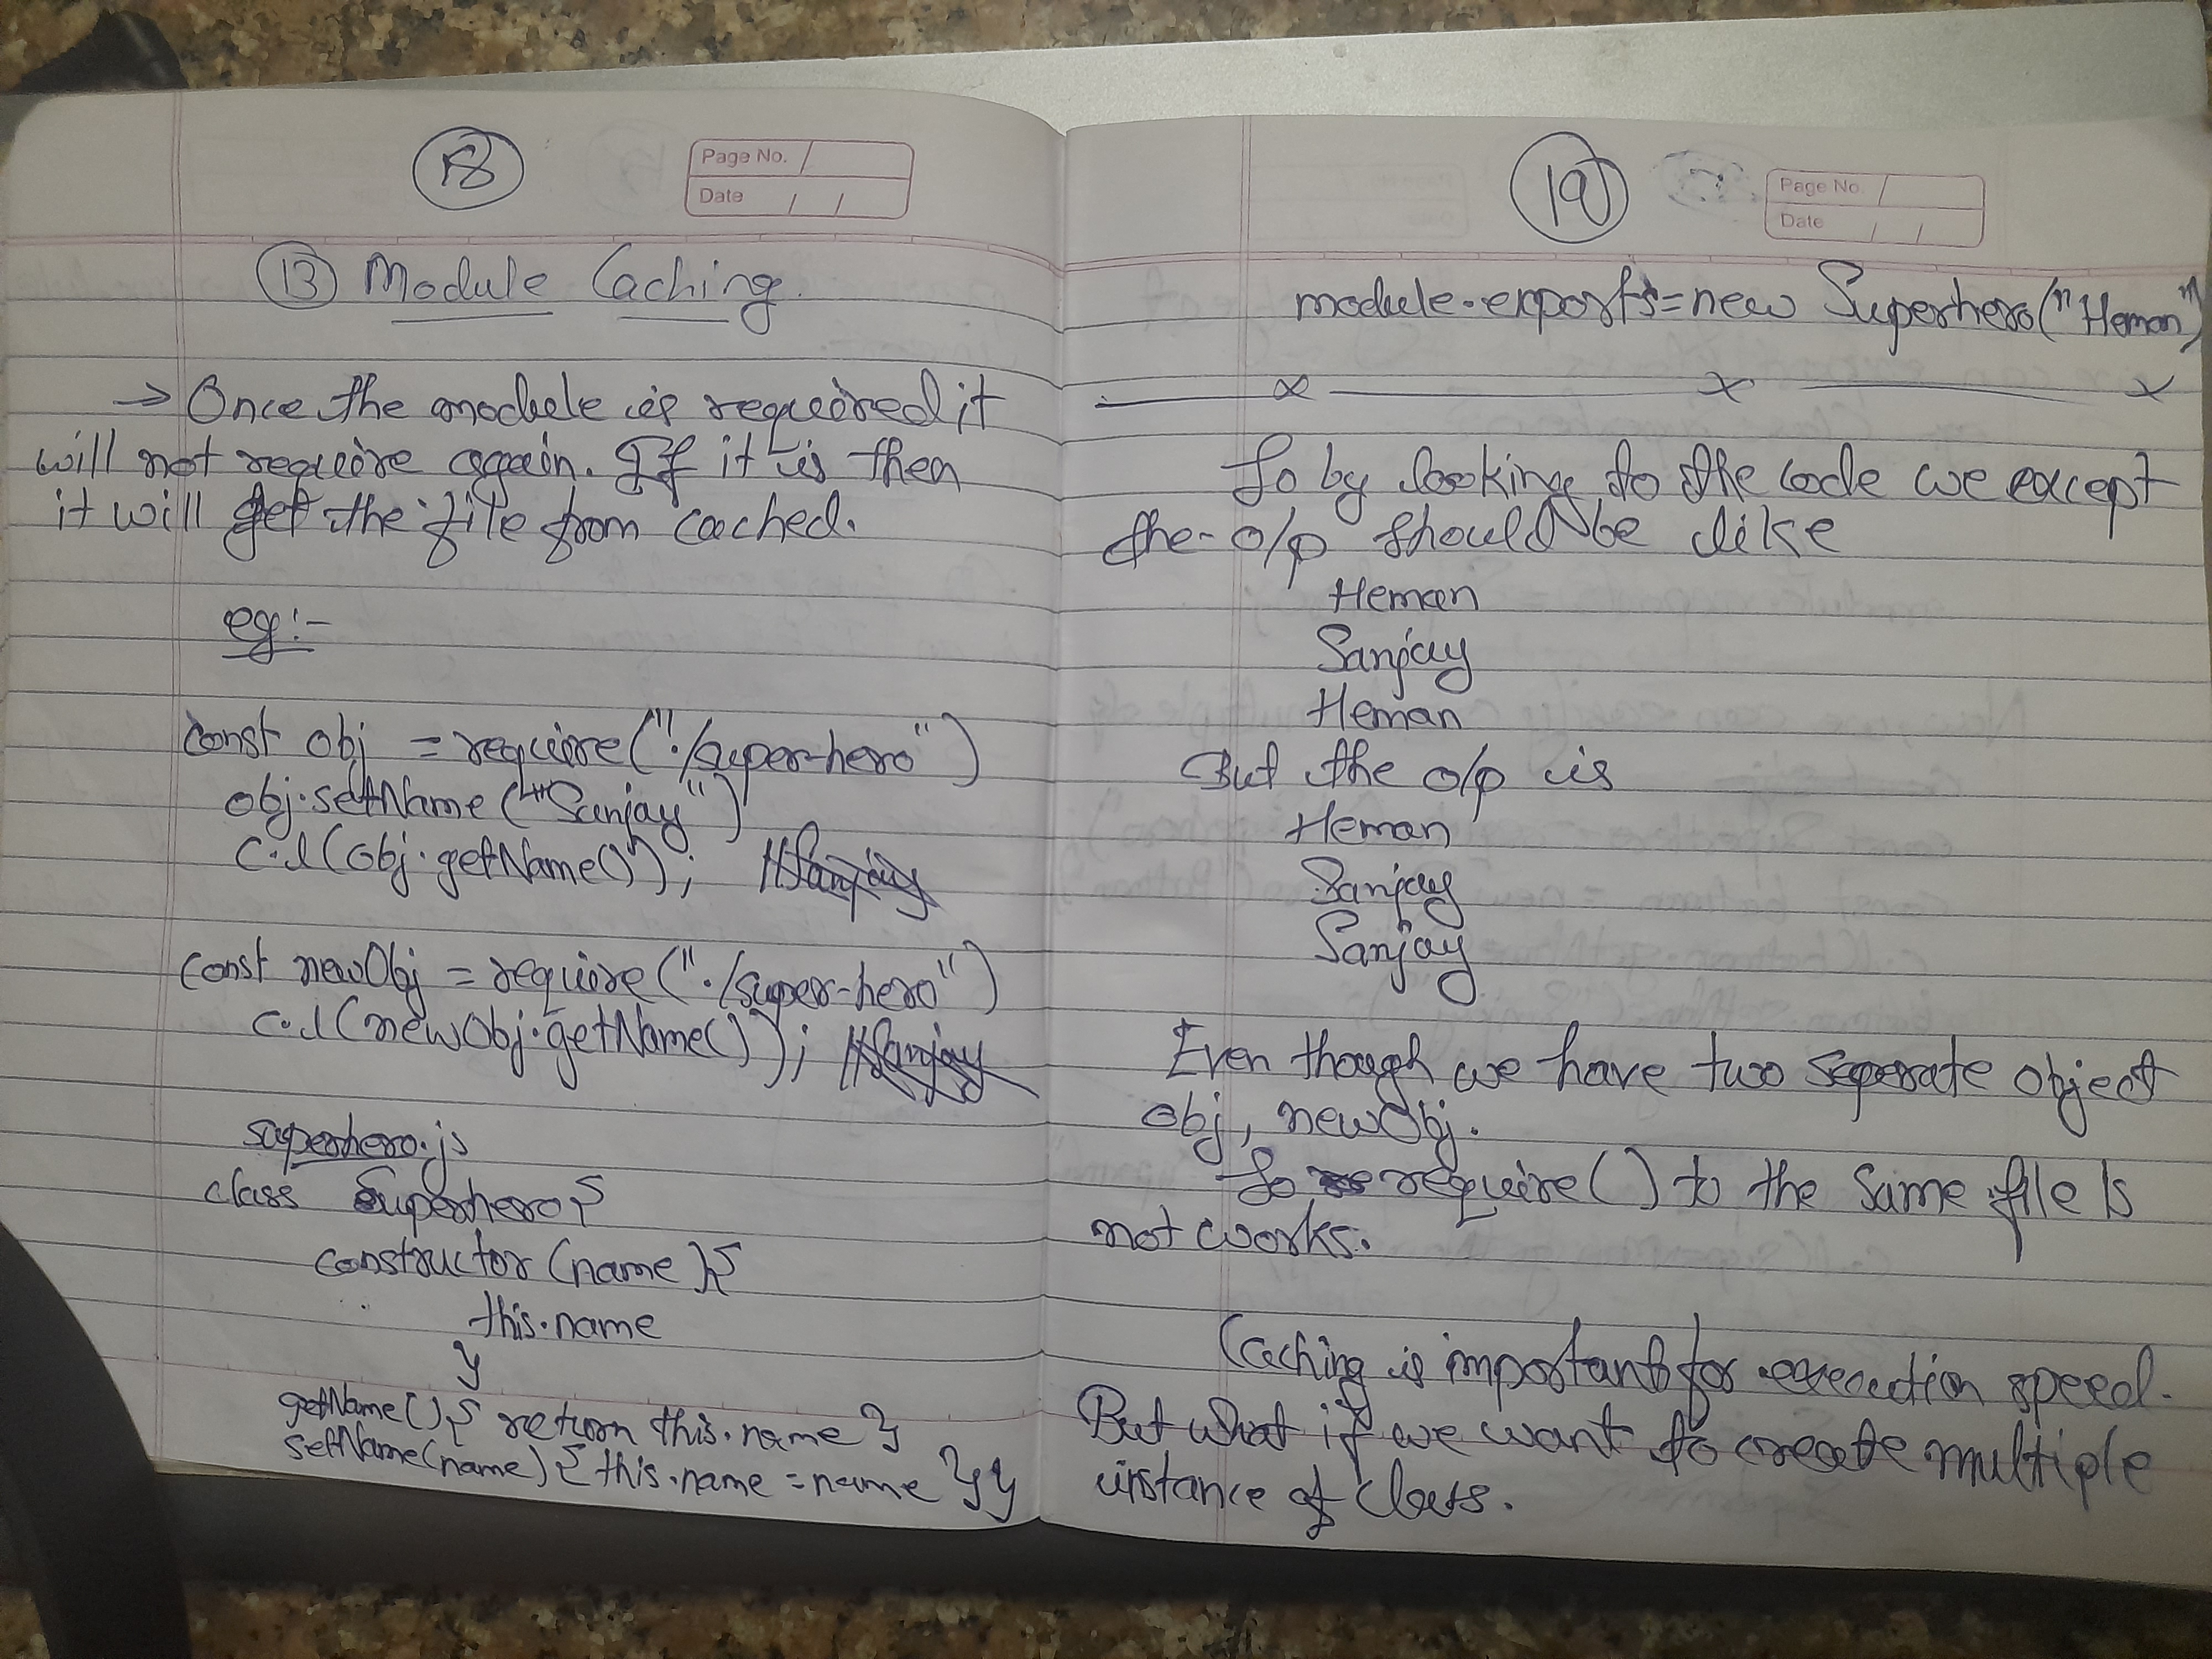 18
Page No.
Date / /
13 Module Caching.
→ Once the module is required it
will not require again. If it is then
it will get the file from cached.
eg:-
const obj = require("./super-hero")
obj.setName("Sanjay")
c.l(obj.getName()); //Sanjay
const newObj = require("./super-hero")
c.l(newObj.getName()); //Sanjay
superhero.js
class Superhero{
constructor(name){
this.name
}
getName(){ return this.name }
setName(name){ this.name = name }}
19
Page No.
Date / /
module.exports=new Superhero("Heman")
x x x
So by looking to the code we except
the o/p should be like
Heman
Sanjay
Heman
But the o/p is
Heman
Sanjay
Sanjay
Even though we have two seperate object
obj, newObj.
So require() to the same file is
not works.
Caching is important for execution speed.
But what if we want to create multiple
instance of class.